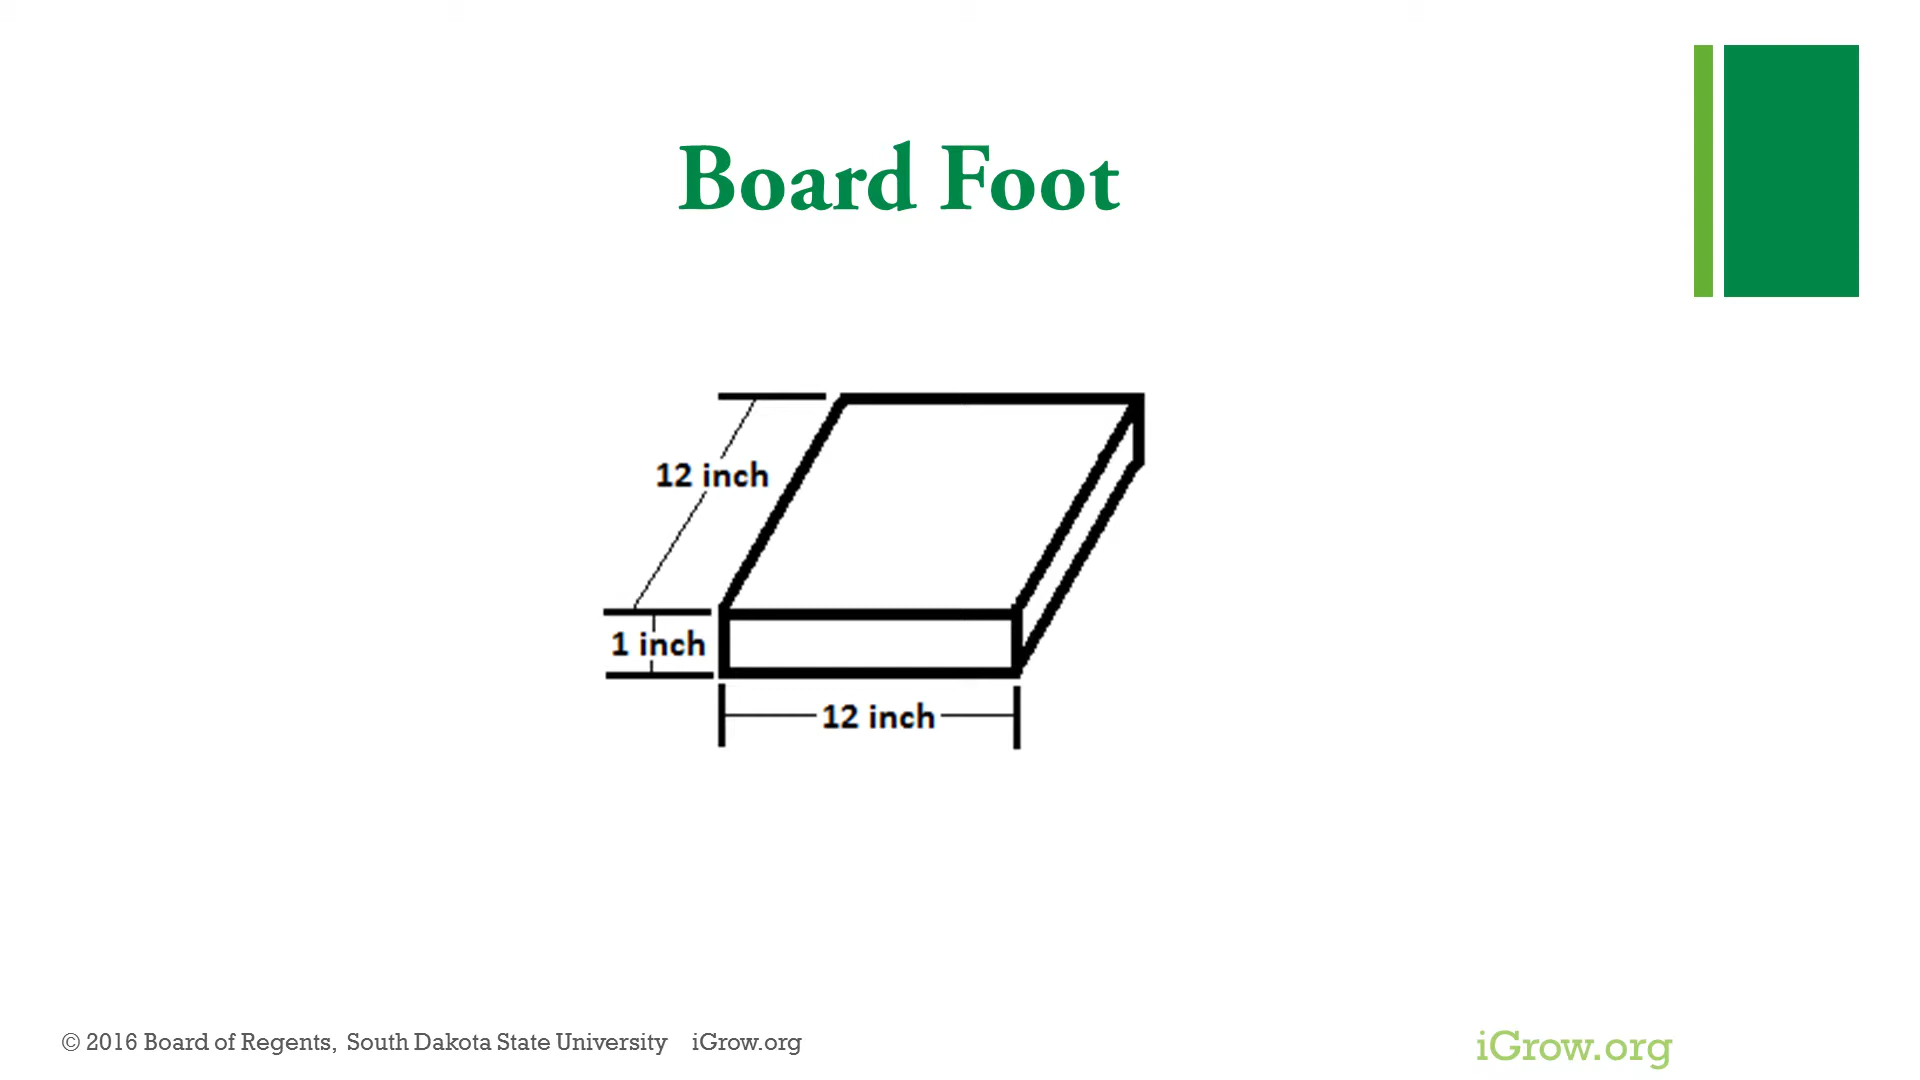 Board Foot
12 inch
1 inch
12 inch
© 2016 Board of Regents, South Dakota State University iGrow.org
iGrow.org